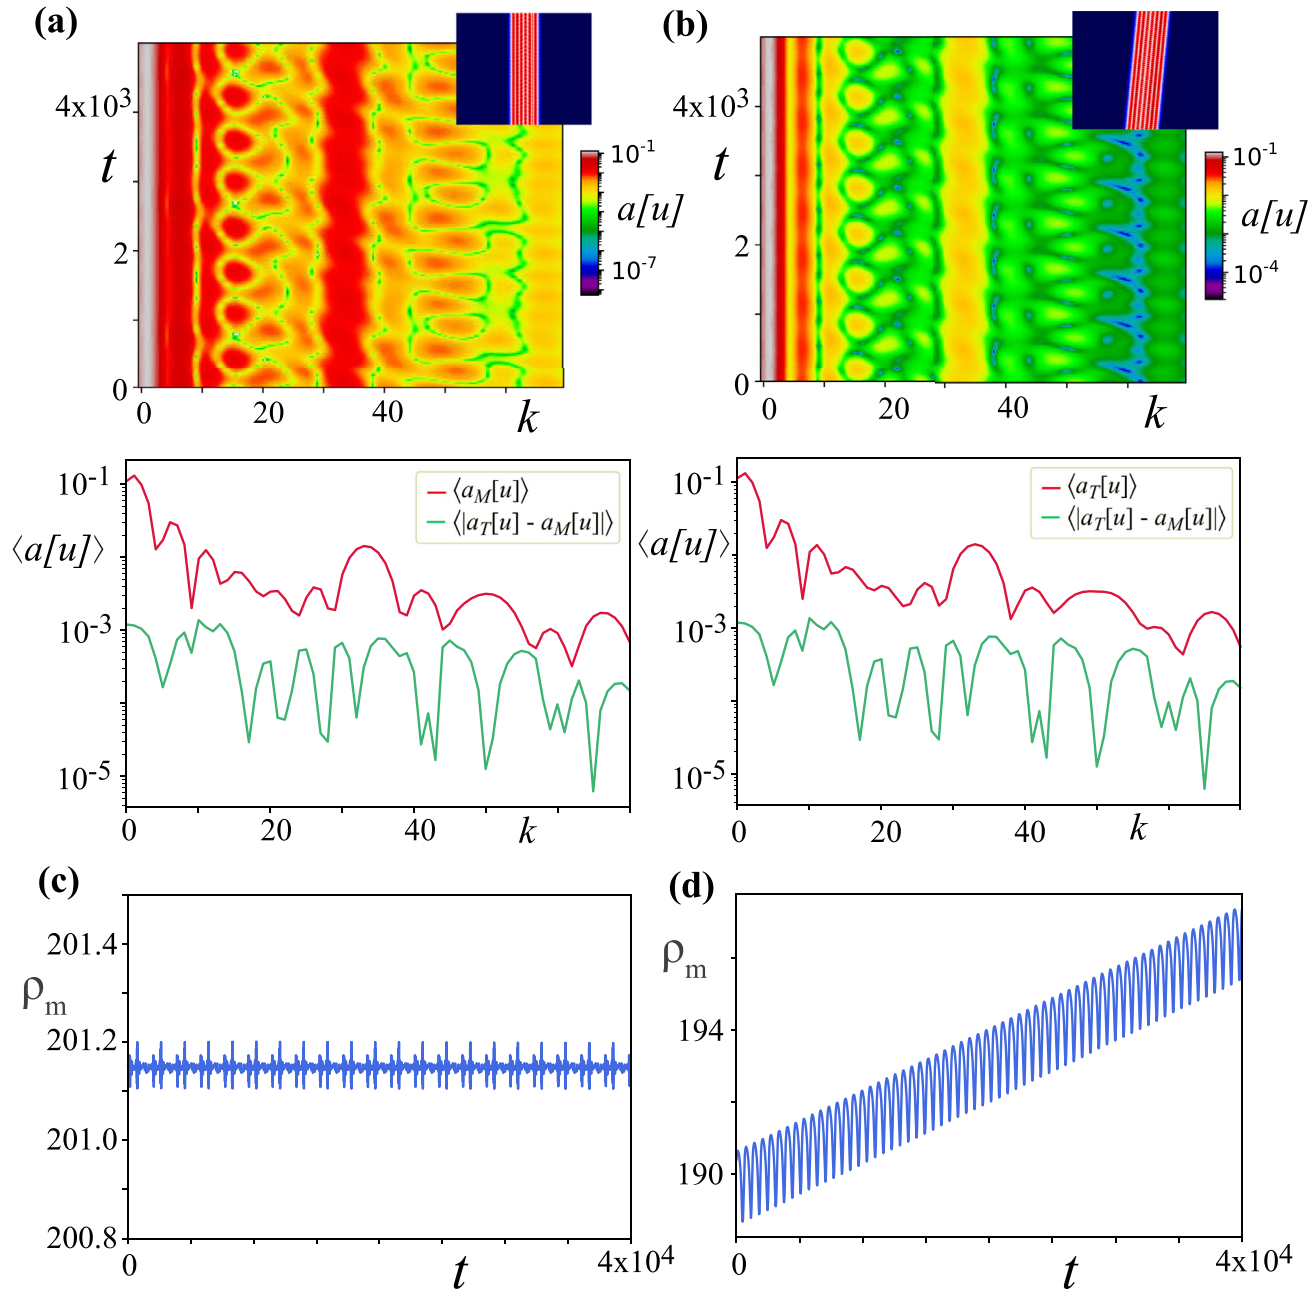 (a)
4x10³
t
2
0
0
20
40
k
10⁻¹
a[u]
10⁻⁷
(b)
4x10³
t
2
0
0
20
40
k
10⁻¹
a[u]
10⁻⁴
10⁻¹
⟨a[u]⟩
10⁻³
10⁻⁵
⟨a_M[u]⟩
⟨|a_T[u] - a_M[u]|⟩
0
20
40
k
10⁻¹
⟨a[u]⟩
10⁻³
10⁻⁵
⟨a_T[u]⟩
⟨|a_T[u] - a_M[u]|⟩
0
20
40
k
(c)
201.4
ρ_m
201.2
201.0
200.8
0
t
4x10⁴
(d)
ρ_m
194
190
0
t
4x10⁴